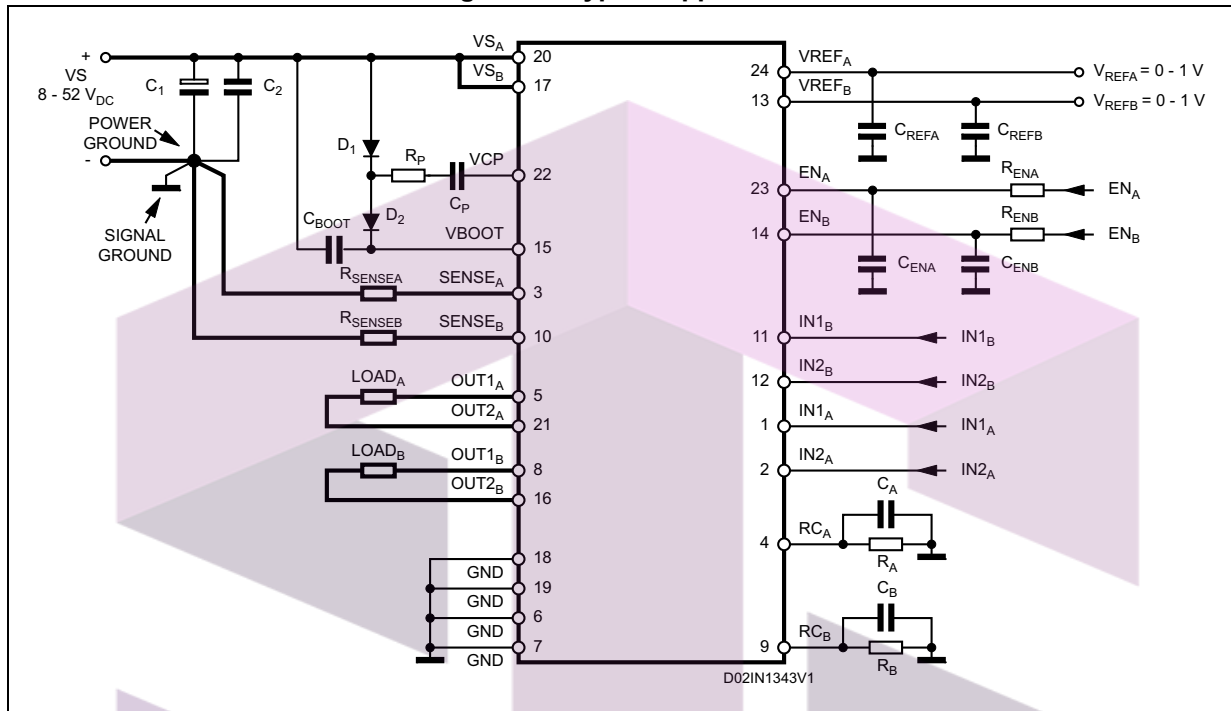 +
VS
8 - 52 VDC
POWER
GROUND
-
SIGNAL
GROUND
C1
C2
D1
RP
VCP
CP
D2
CBOOT
VBOOT
RSENSEA
SENSEA
RSENSEB
SENSEB
LOADA
OUT1A
OUT2A
LOADB
OUT1B
OUT2B
GND
GND
GND
GND
VSA
VSB
20
17
22
15
3
10
5
21
8
16
18
19
6
7
24
13
23
14
11
12
1
2
4
9
VREFA
VREFB
VREFA = 0 - 1 V
VREFB = 0 - 1 V
CREFA
CREFB
ENA
RENA
ENA
ENB
RENB
ENB
CENA
CENB
IN1B
IN1B
IN2B
IN2B
IN1A
IN1A
IN2A
IN2A
CA
RCA
RA
CB
RCB
RB
D02IN1343V1